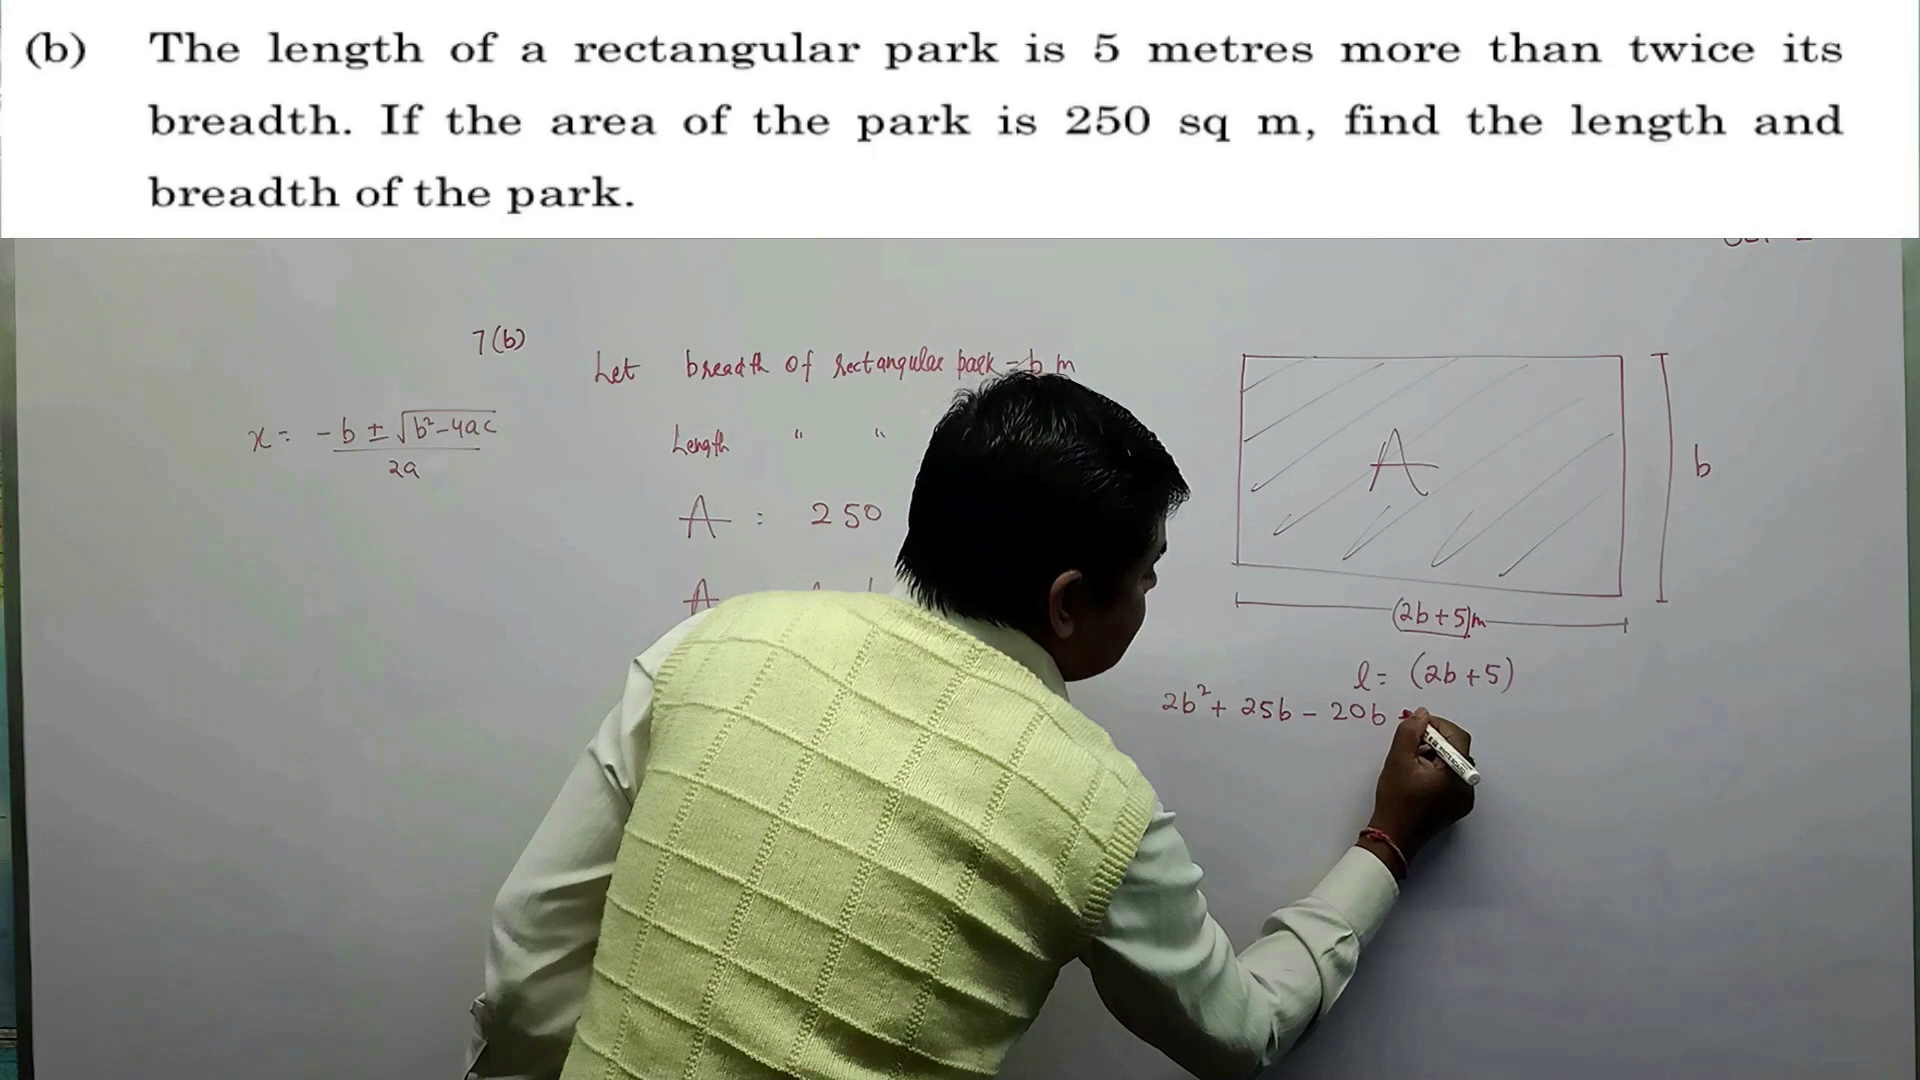 (b) The length of a rectangular park is 5 metres more than twice its
breadth. If the area of the park is 250 sq m, find the length and
breadth of the park.
7(b)
Let breadth of rectangular park = b m
x = -b ± √b²-4ac
2a
Length " "
A = 250
A
A
b
(2b+5)m
l = (2b+5)
2b² + 25b - 20b